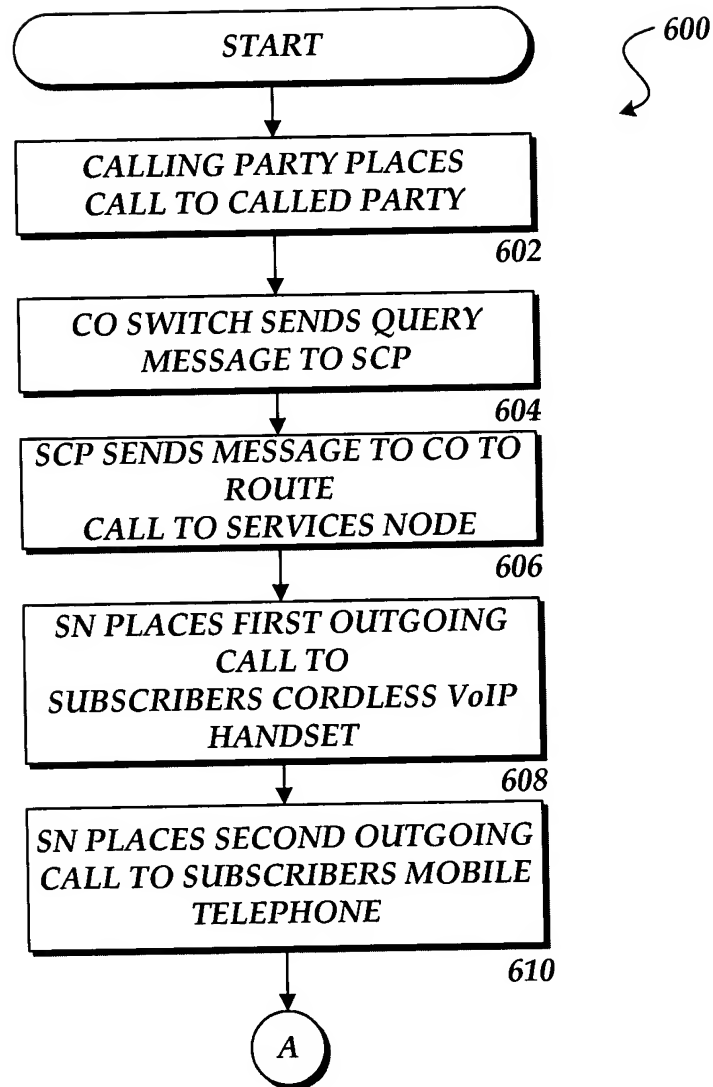 START
600
CALLING PARTY PLACES
CALL TO CALLED PARTY
602
CO SWITCH SENDS QUERY
MESSAGE TO SCP
604
SCP SENDS MESSAGE TO CO TO
ROUTE
CALL TO SERVICES NODE
606
SN PLACES FIRST OUTGOING
CALL TO
SUBSCRIBERS CORDLESS VoIP
HANDSET
608
SN PLACES SECOND OUTGOING
CALL TO SUBSCRIBERS MOBILE
TELEPHONE
610
A